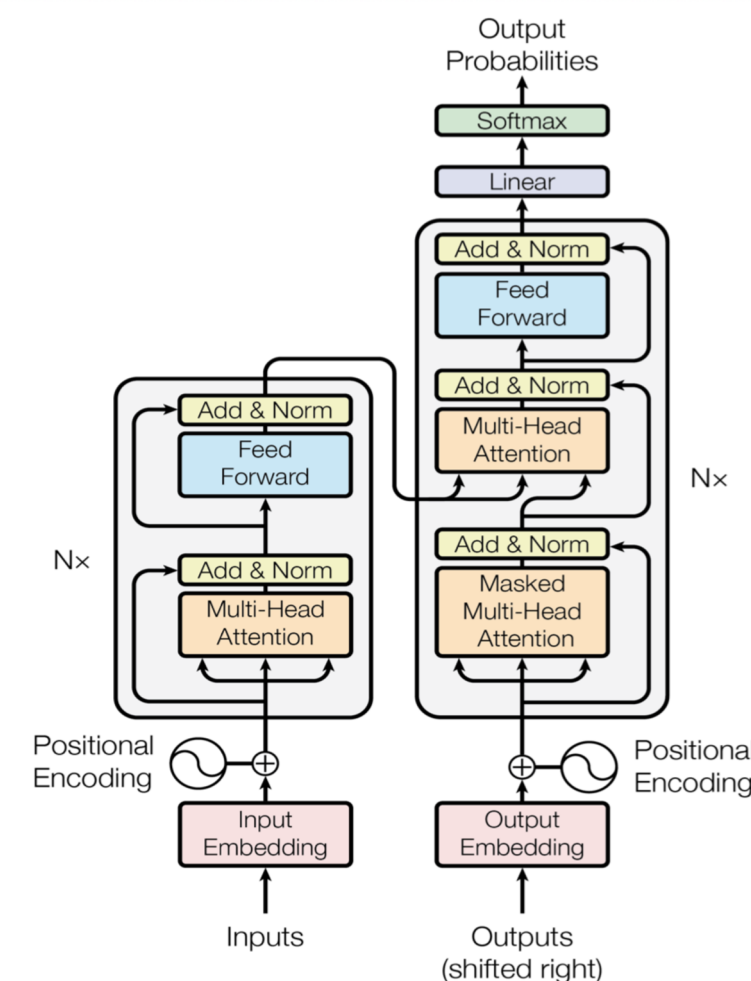 Output
Probabilities
Softmax
Linear
Add & Norm
Feed
Forward
Add & Norm
Multi-Head
Attention
Add & Norm
Masked
Multi-Head
Attention
Nx
Add & Norm
Feed
Forward
Add & Norm
Multi-Head
Attention
Nx
Positional
Encoding
Positional
Encoding
Input
Embedding
Output
Embedding
Inputs
Outputs
(shifted right)